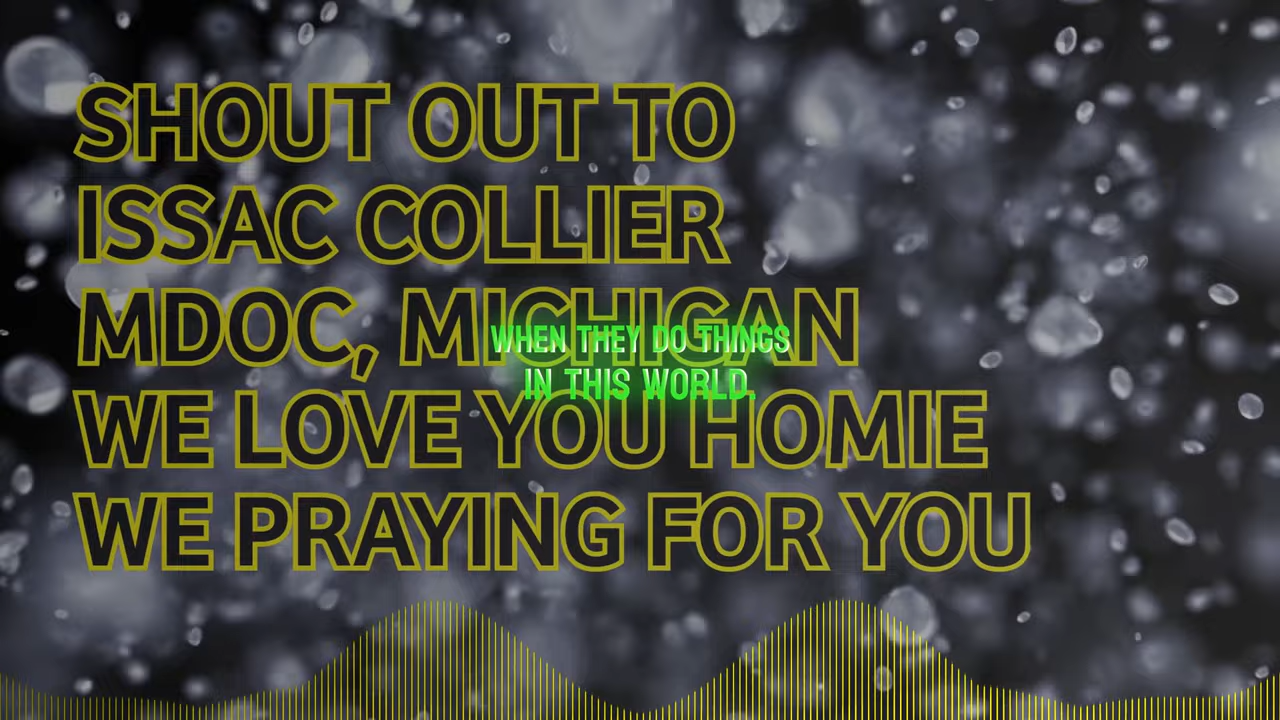 SHOUT OUT TO
ISSAC COLLIER
MDOC, MICHIGAN
WHEN THEY DO THINGS
IN THIS WORLD.
WE LOVE YOU HOMIE
WE PRAYING FOR YOU